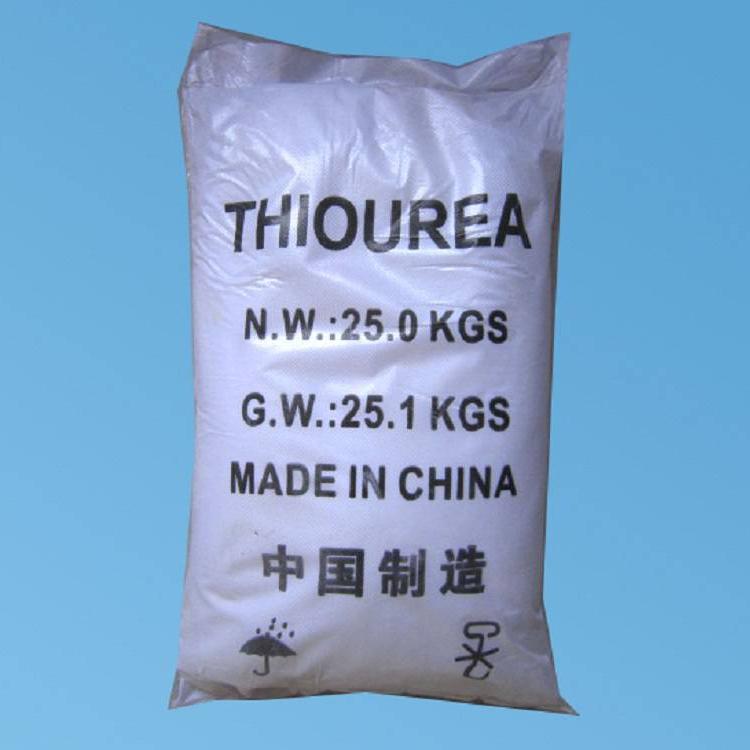 THIOUREA
N.W.:25.0 KGS
G.W.:25.1 KGS
MADE IN CHINA
中国制造